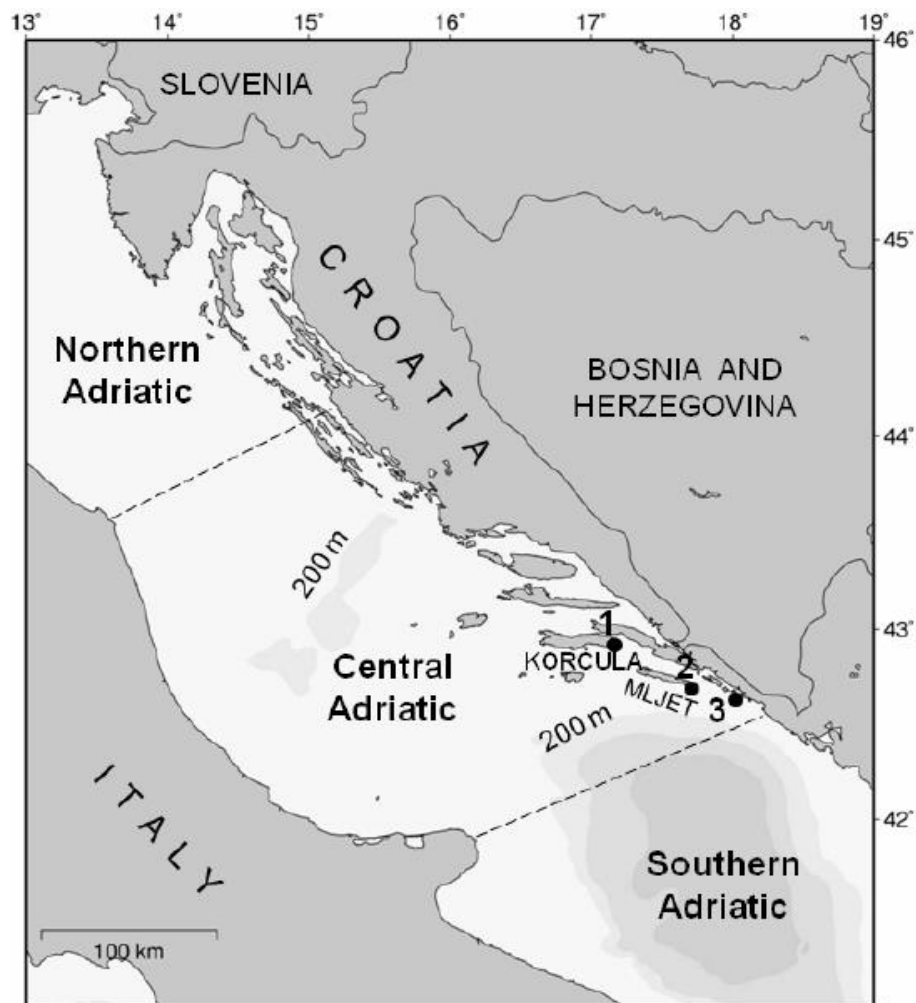 13° 14° 15° 16° 17° 18° 19°
46°
SLOVENIA
45°
CROATIA
Northern
Adriatic
BOSNIA AND
HERZEGOVINA
44°
200 m
43°
1
KORCULA
2
Central
Adriatic
MLJET
3
200 m
42°
ITALY
Southern
Adriatic
100 km